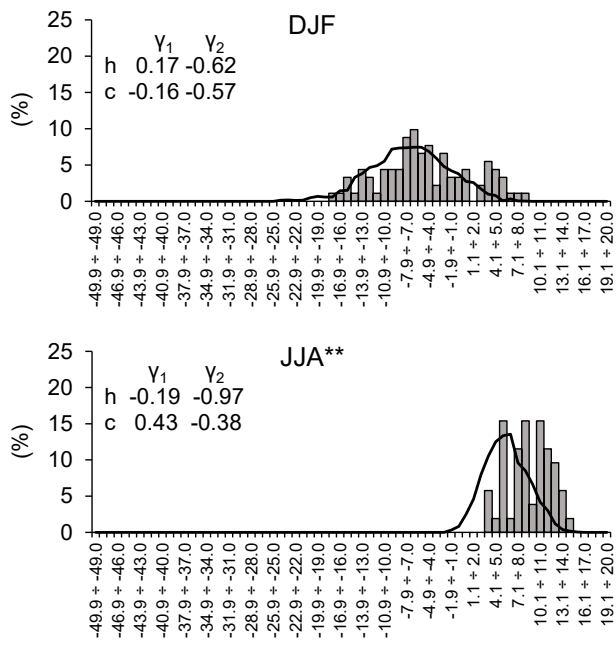 DJF
γ1 γ2
h 0.17 -0.62
c -0.16 -0.57
(%)
25
20
15
10
5
0
-49.9 ÷ -49.0
-46.9 ÷ -46.0
-43.9 ÷ -43.0
-40.9 ÷ -40.0
-37.9 ÷ -37.0
-34.9 ÷ -34.0
-31.9 ÷ -31.0
-28.9 ÷ -28.0
-25.9 ÷ -25.0
-22.9 ÷ -22.0
-19.9 ÷ -19.0
-16.9 ÷ -16.0
-13.9 ÷ -13.0
-10.9 ÷ -10.0
-7.9 ÷ -7.0
-4.9 ÷ -4.0
-1.9 ÷ -1.0
1.1 ÷ 2.0
4.1 ÷ 5.0
7.1 ÷ 8.0
10.1 ÷ 11.0
13.1 ÷ 14.0
16.1 ÷ 17.0
19.1 ÷ 20.0
JJA**
γ1 γ2
h -0.19 -0.97
c 0.43 -0.38
(%)
25
20
15
10
5
0
-49.9 ÷ -49.0
-46.9 ÷ -46.0
-43.9 ÷ -43.0
-40.9 ÷ -40.0
-37.9 ÷ -37.0
-34.9 ÷ -34.0
-31.9 ÷ -31.0
-28.9 ÷ -28.0
-25.9 ÷ -25.0
-22.9 ÷ -22.0
-19.9 ÷ -19.0
-16.9 ÷ -16.0
-13.9 ÷ -13.0
-10.9 ÷ -10.0
-7.9 ÷ -7.0
-4.9 ÷ -4.0
-1.9 ÷ -1.0
1.1 ÷ 2.0
4.1 ÷ 5.0
7.1 ÷ 8.0
10.1 ÷ 11.0
13.1 ÷ 14.0
16.1 ÷ 17.0
19.1 ÷ 20.0